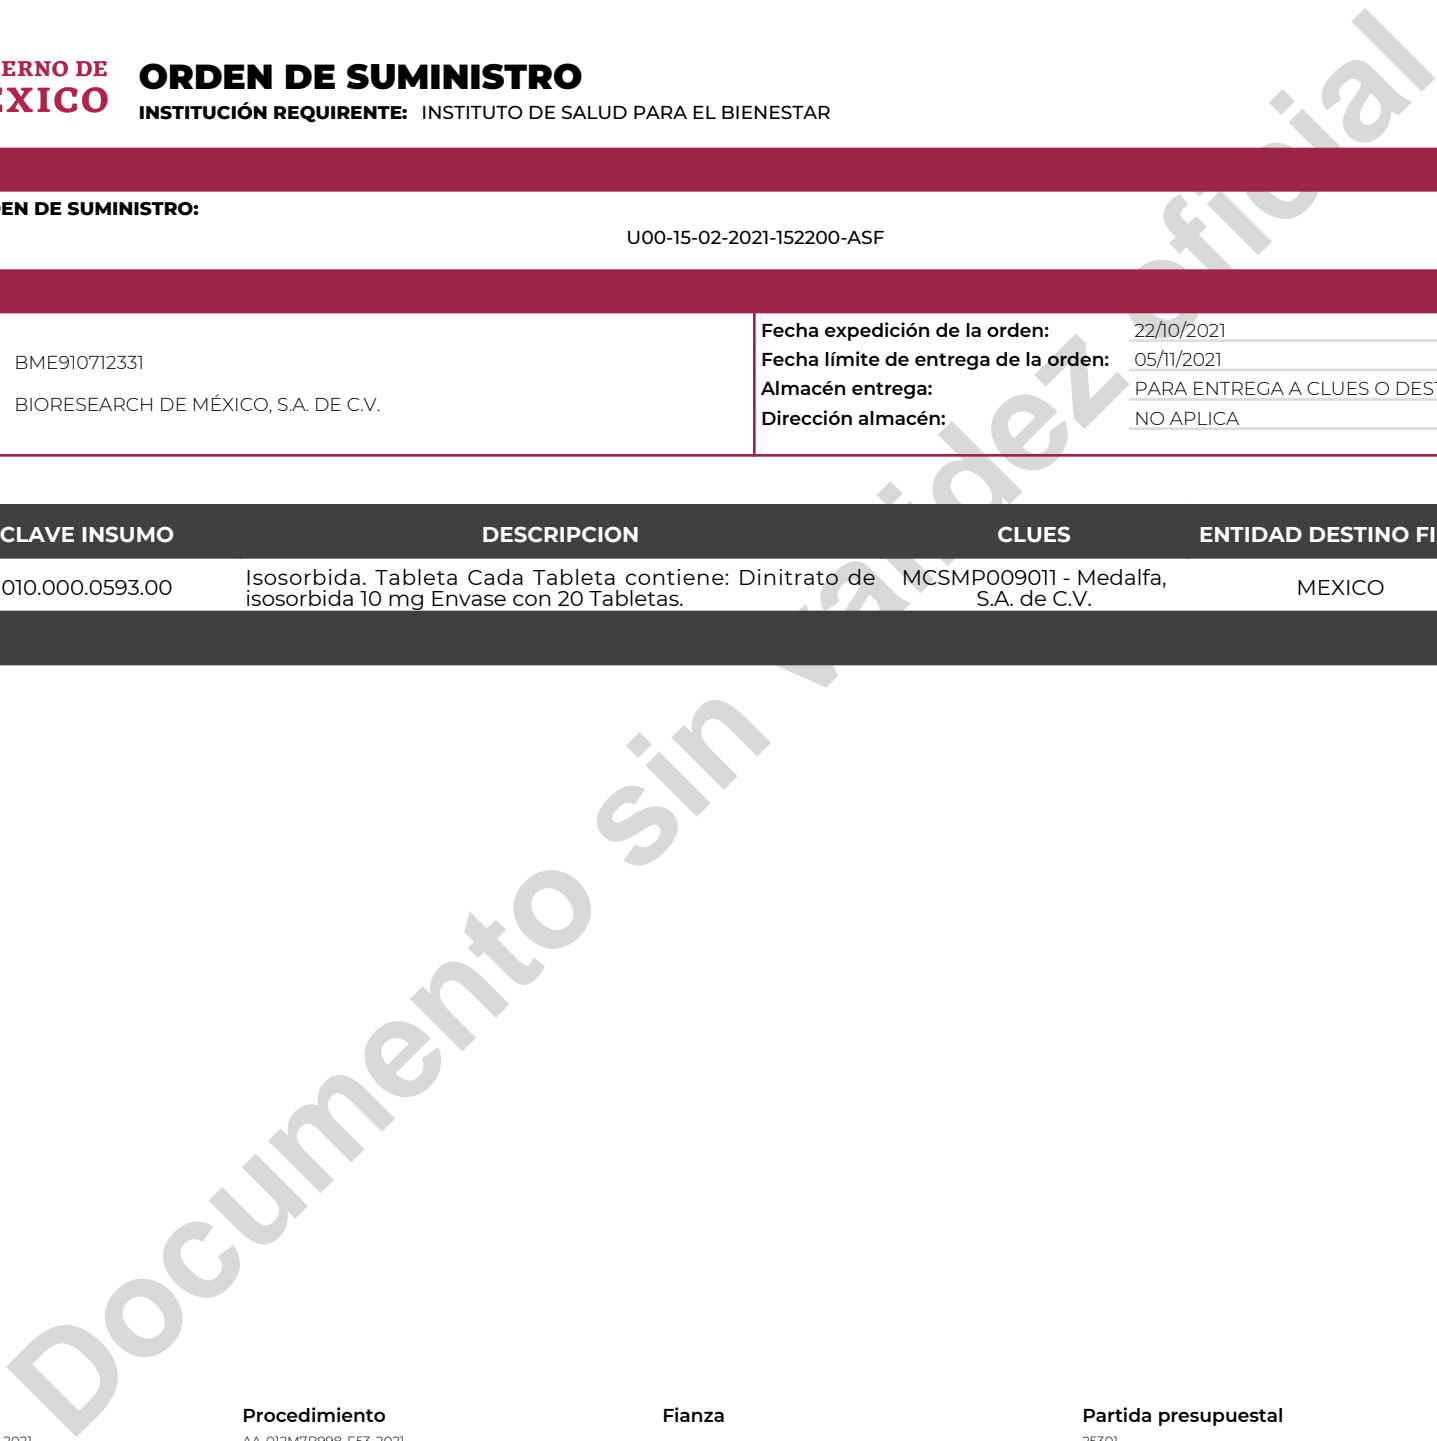 ERNO DE
EXICO
ORDEN DE SUMINISTRO
INSTITUCIÓN REQUIRENTE: INSTITUTO DE SALUD PARA EL BIENESTAR
EN DE SUMINISTRO:
U00-15-02-2021-152200-ASF
BME910712331
BIORESEARCH DE MÉXICO, S.A. DE C.V.
Fecha expedición de la orden: 22/10/2021
Fecha límite de entrega de la orden: 05/11/2021
Almacén entrega: PARA ENTREGA A CLUES O DEST
Dirección almacén: NO APLICA
CLAVE INSUMO DESCRIPCION CLUES ENTIDAD DESTINO FI
010.000.0593.00 Isosorbida. Tableta Cada Tableta contiene: Dinitrato de isosorbida 10 mg Envase con 20 Tabletas. MCSMP009011 - Medalfa, S.A. de C.V. MEXICO
Documento sin validez oficial
Procedimiento Fianza Partida presupuestal